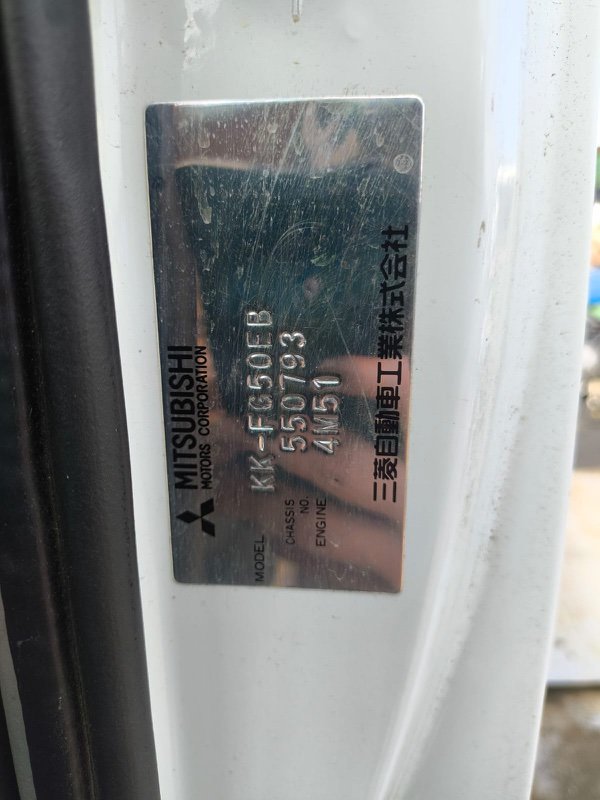 MITSUBISHI
MOTORS CORPORATION
MODEL KK-FG50EB
CHASSIS NO. 550793
ENGINE 4M51
三菱自動車工業株式会社